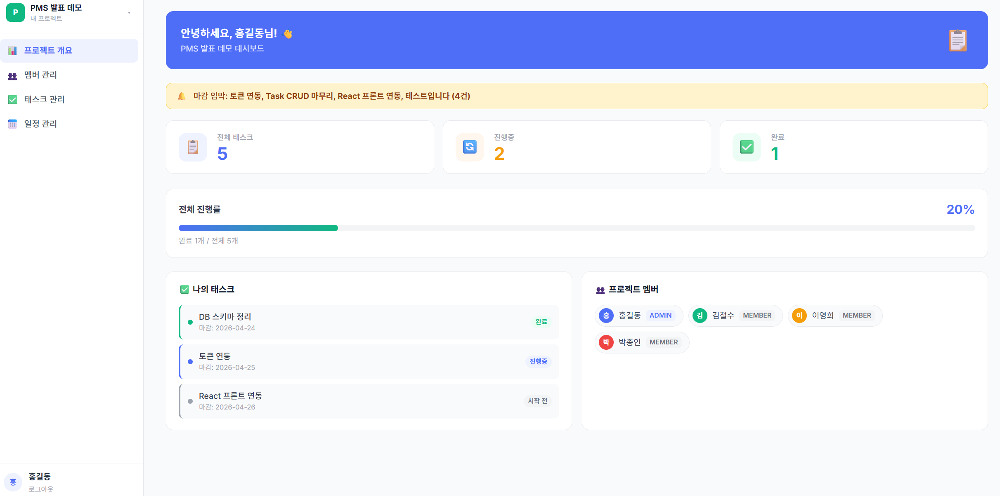 P
PMS 발표 데모
내 프로젝트
프로젝트 개요
멤버 관리
태스크 관리
일정 관리
홍
홍길동
로그아웃
안녕하세요, 홍길동님! 👋
PMS 발표 데모 대시보드
마감 임박: 토큰 연동, Task CRUD 마무리, React 프론트 연동, 테스트입니다 (4건)
전체 태스크
5
진행중
2
완료
1
전체 진행률
20%
완료 1개 / 전체 5개
나의 태스크
DB 스키마 정리
마감: 2026-04-24
완료
토큰 연동
마감: 2026-04-25
진행중
React 프론트 연동
마감: 2026-04-26
시작 전
프로젝트 멤버
홍 홍길동 ADMIN
김 김철수 MEMBER
이 이영희 MEMBER
박 박종인 MEMBER